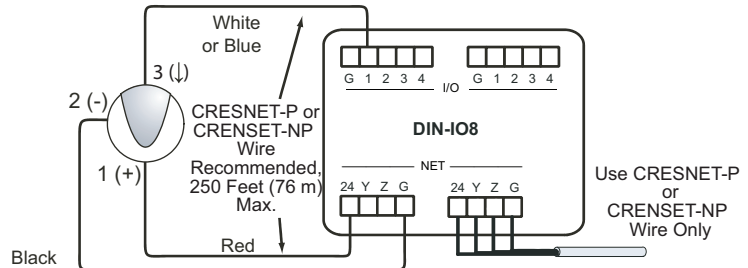 White
or Blue
3 (↓)
2 (-)
1 (+)
CRESNET-P or
CRENSET-NP
Wire
Recommended,
250 Feet (76 m)
Max.
Red
Black
G 1 2 3 4
G 1 2 3 4
I/O
DIN-IO8
NET
24 Y Z G
24 Y Z G
Use CRESNET-P
or
CRENSET-NP
Wire Only